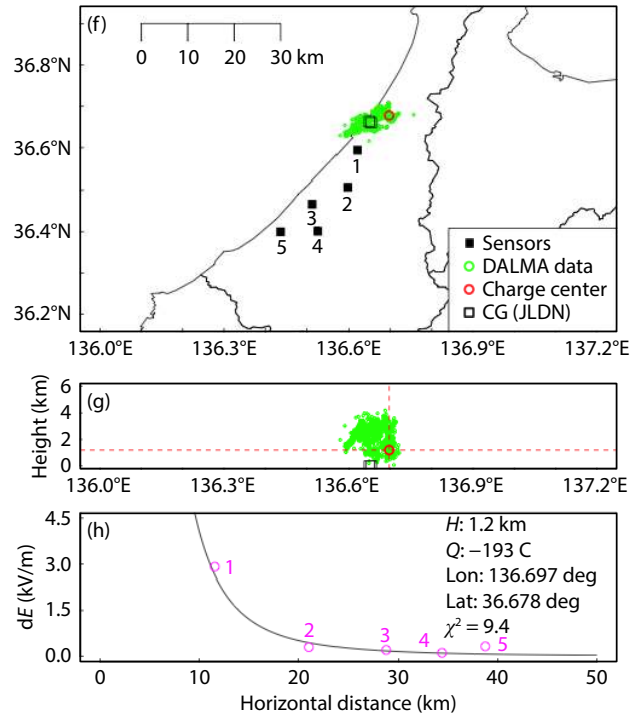 (f)
0 10 20 30 km
36.8°N
36.6°N
36.4°N
36.2°N
1
2
3
4
5
Sensors
DALMA data
Charge center
CG (JLDN)
136.0°E 136.3°E 136.6°E 136.9°E 137.2°E
(g)
Height (km)
6
4
2
0
136.0°E 136.3°E 136.6°E 136.9°E 137.2°E
(h)
dE (kV/m)
4.5
3.0
1.5
0.0
1
2
3
4
5
H: 1.2 km
Q: −193 C
Lon: 136.697 deg
Lat: 36.678 deg
χ² = 9.4
0 10 20 30 40 50
Horizontal distance (km)